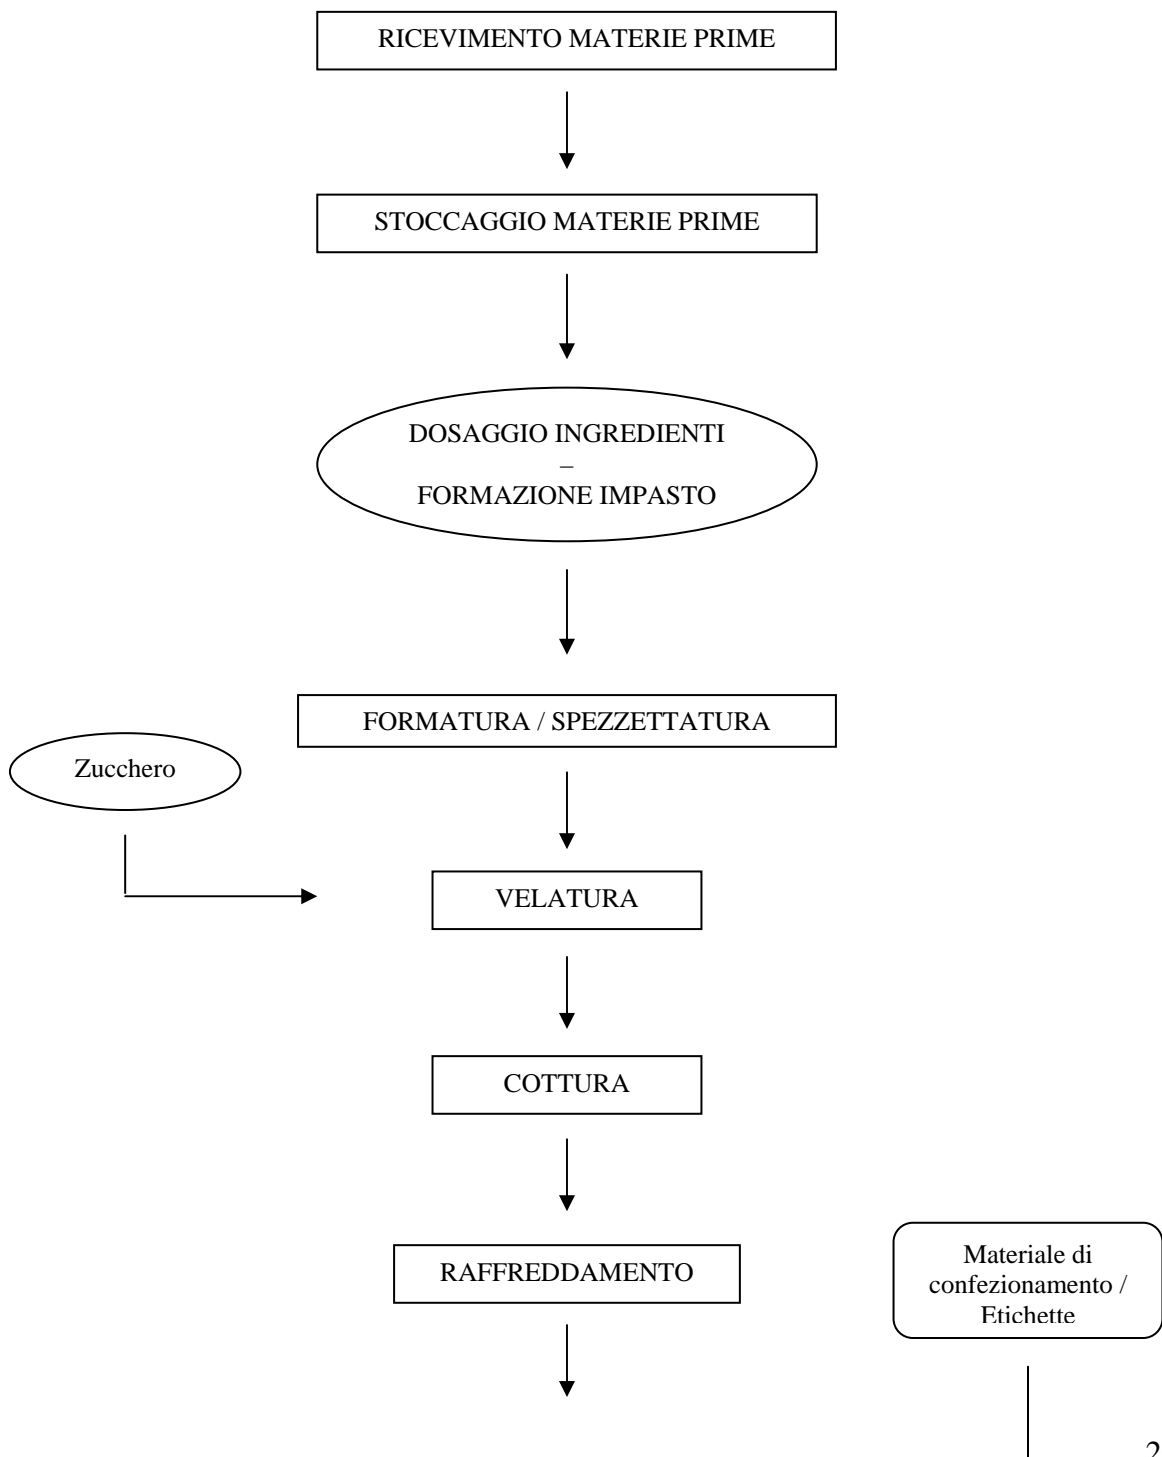 RICEVIMENTO MATERIE PRIME
STOCCAGGIO MATERIE PRIME
DOSAGGIO INGREDIENTI
–
FORMAZIONE IMPASTO
FORMATURA / SPEZZETTATURA
Zucchero
VELATURA
COTTURA
RAFFREDDAMENTO
Materiale di
confezionamento /
Etichette
2